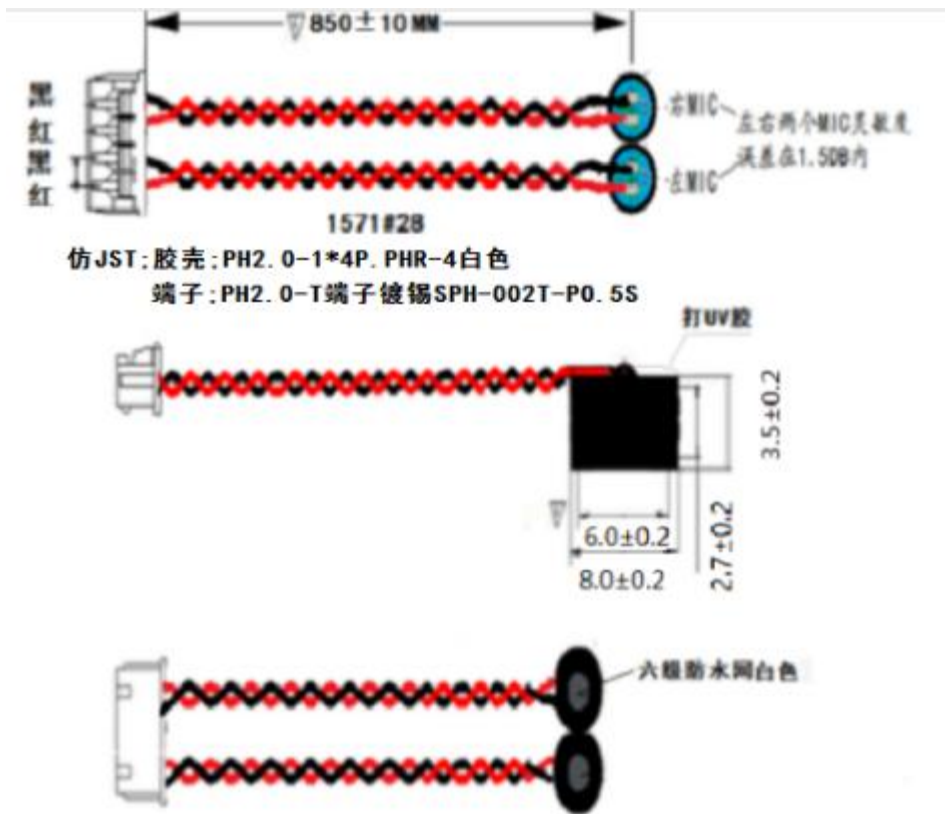 850±10MM
黑
红
黑
红
右MIC
左MIC
左右两个MIC灵敏度
误差在1.5DB内
1571#28
仿JST:胶壳:PH2.0-1*4P.PHR-4白色
端子:PH2.0-T端子镀锡SPH-002T-P0.5S
打UV胶
3.5±0.2
2.7±0.2
6.0±0.2
8.0±0.2
六级防水网白色